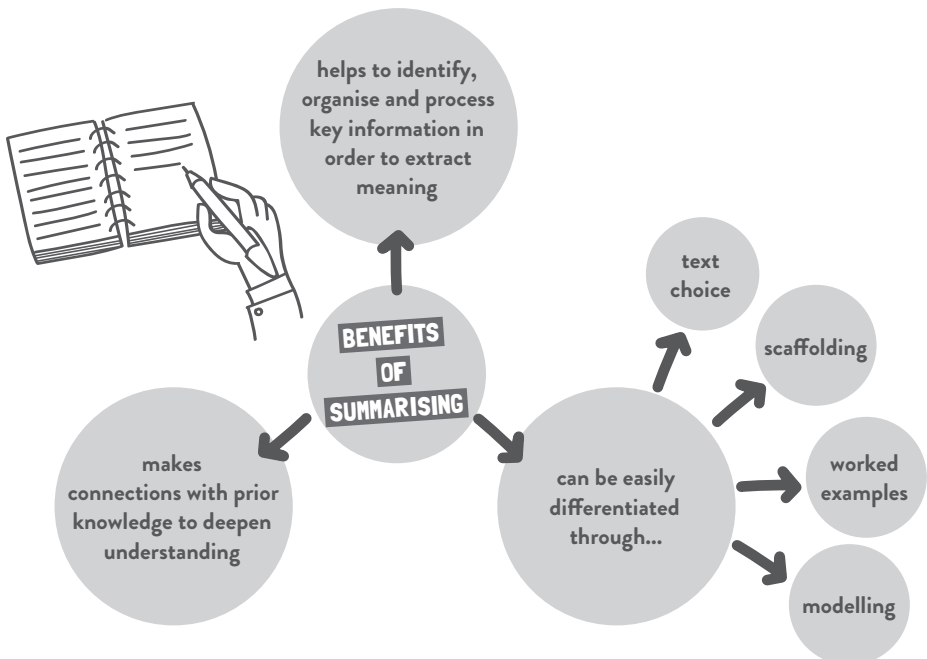 helps to identify,
organise and process
key information in
order to extract
meaning
BENEFITS
OF
SUMMARISING
makes
connections with prior
knowledge to deepen
understanding
can be easily
differentiated
through...
text
choice
scaffolding
worked
examples
modelling